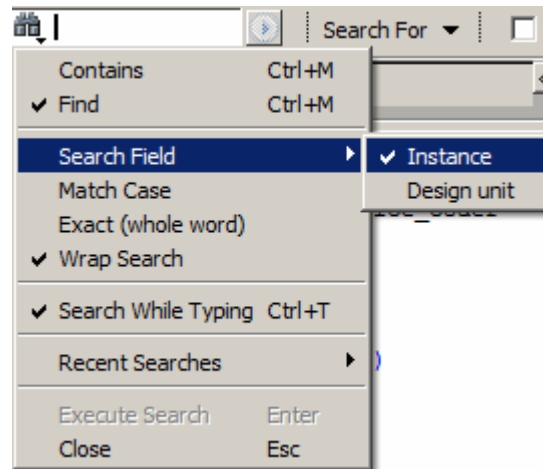 Search For
Contains Ctrl+M
Find Ctrl+M
Search Field
Instance
Match Case
Design unit
Exact (whole word)
Wrap Search
Search While Typing Ctrl+T
Recent Searches
)
Execute Search Enter
Close Esc